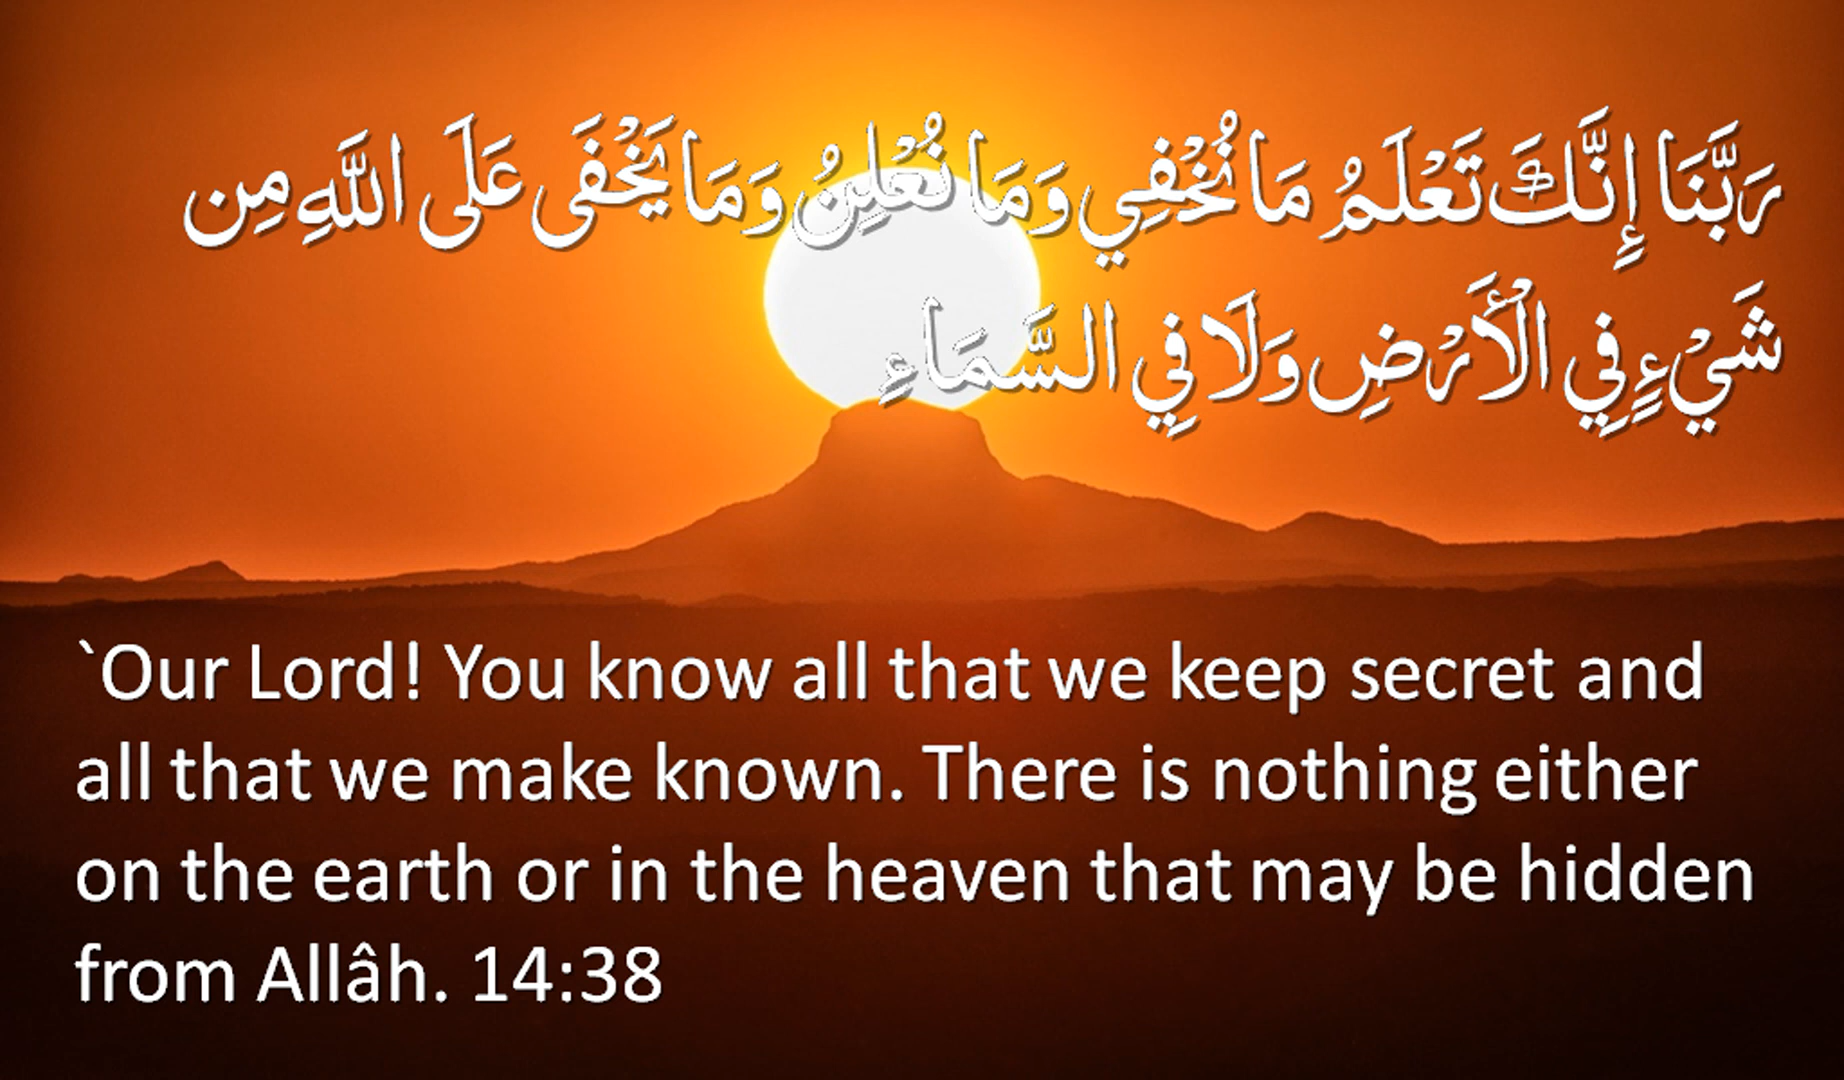 رَبَّنَا إِنَّكَ تَعْلَمُ مَا نُخْفِي وَمَا نُعْلِنُ وَمَا يَخْفَى عَلَى اللَّهِ مِن
شَيْءٍ فِي الْأَرْضِ وَلَا فِي السَّمَاءِ
`Our Lord! You know all that we keep secret and
all that we make known. There is nothing either
on the earth or in the heaven that may be hidden
from Allâh. 14:38